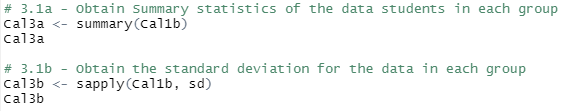 # 3.1a - Obtain Summary statistics of the data students in each group
Cal3a <- summary(Cal1b)
Cal3a
# 3.1b - Obtain the standard deviation for the data in each group
Cal3b <- sapply(Cal1b, sd)
Cal3b